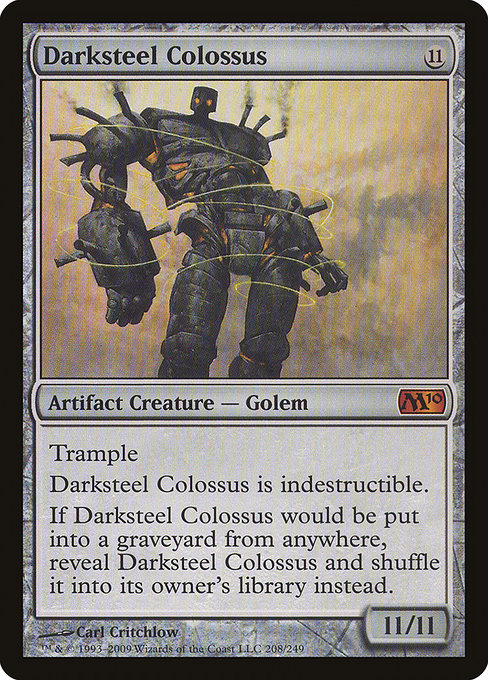 Darksteel Colossus 11
Artifact Creature — Golem M10
Trample
Darksteel Colossus is indestructible.
If Darksteel Colossus would be put
into a graveyard from anywhere,
reveal Darksteel Colossus and shuffle
it into its owner's library instead.
11/11
Carl Critchlow
™ & © 1993–2009 Wizards of the Coast LLC 208/249